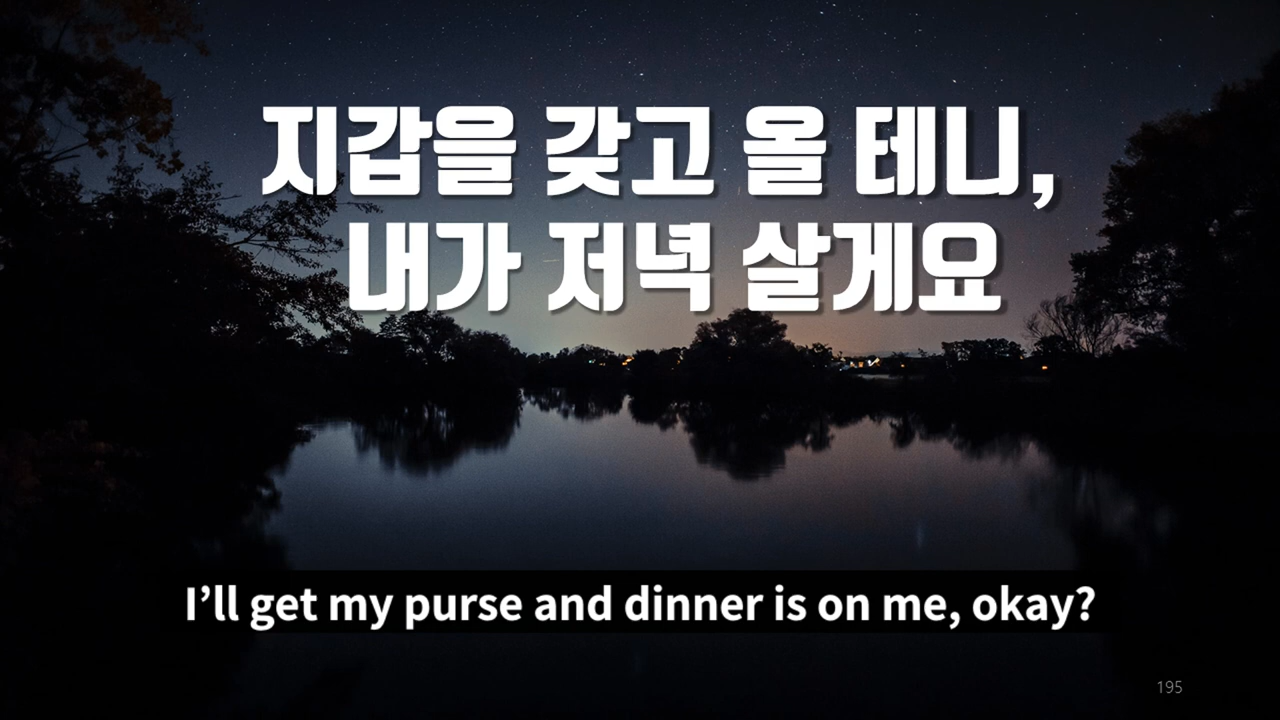 지갑을 갖고 올 테니,
내가 저녁 살게요
I’ll get my purse and dinner is on me, okay?
195